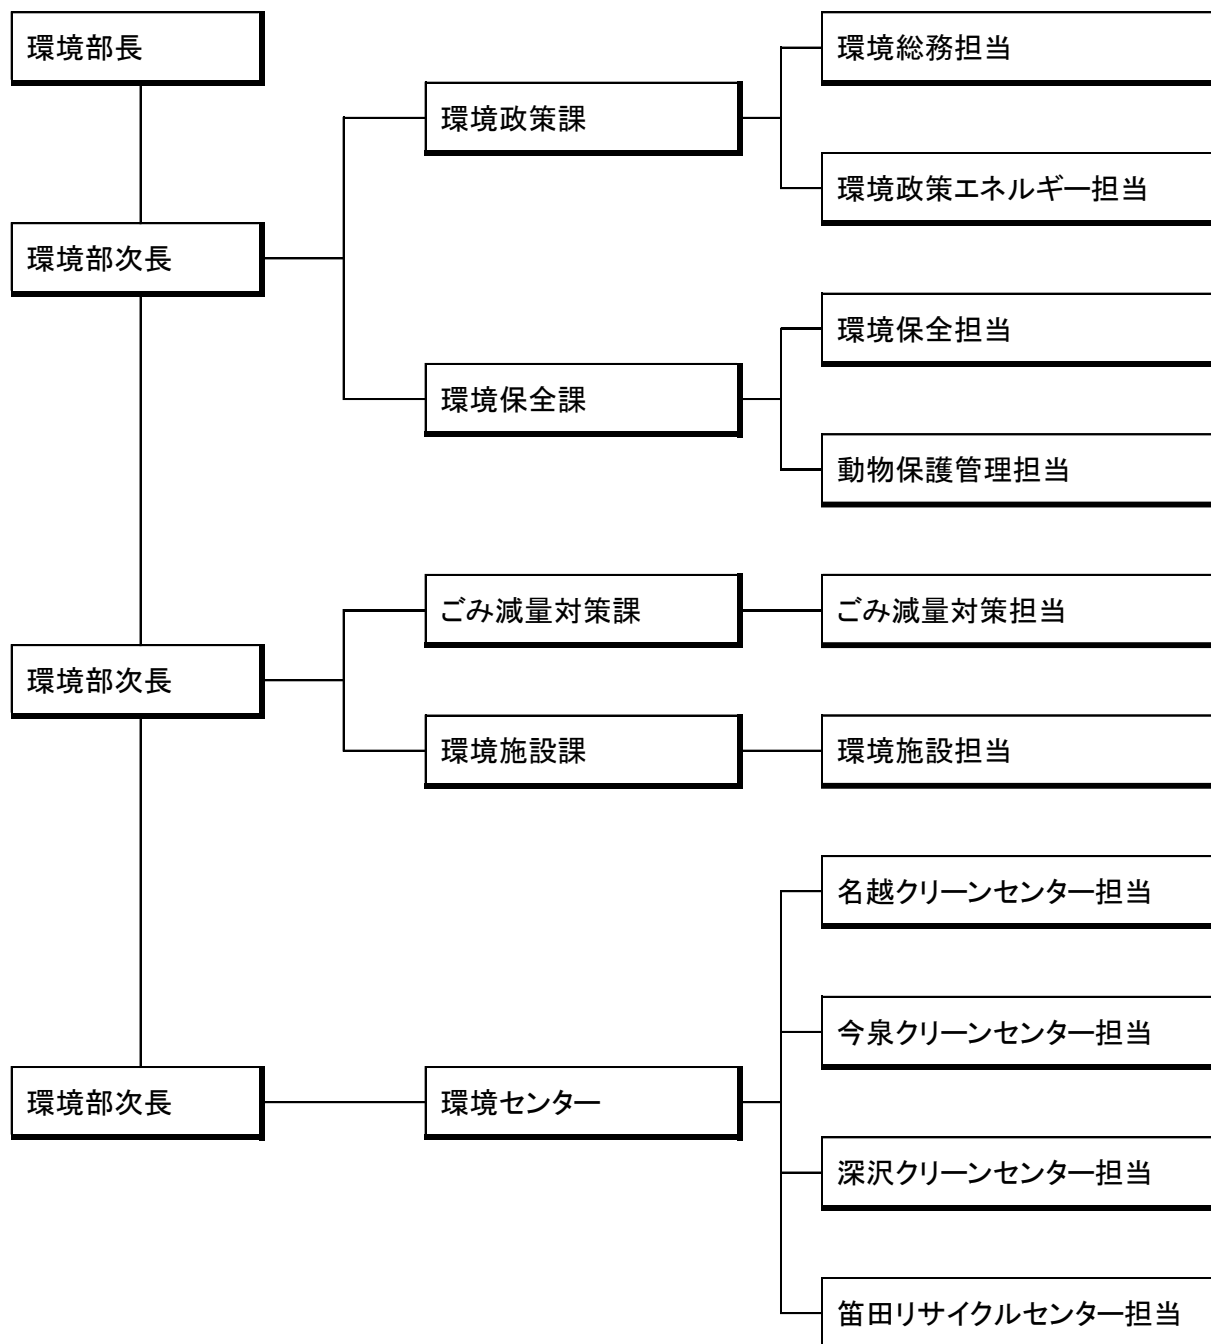 環境部長
環境総務担当
環境政策課
環境政策エネルギー担当
環境部次長
環境保全担当
環境保全課
動物保護管理担当
ごみ減量対策課
ごみ減量対策担当
環境部次長
環境施設課
環境施設担当
名越クリーンセンター担当
今泉クリーンセンター担当
環境部次長
環境センター
深沢クリーンセンター担当
笛田リサイクルセンター担当